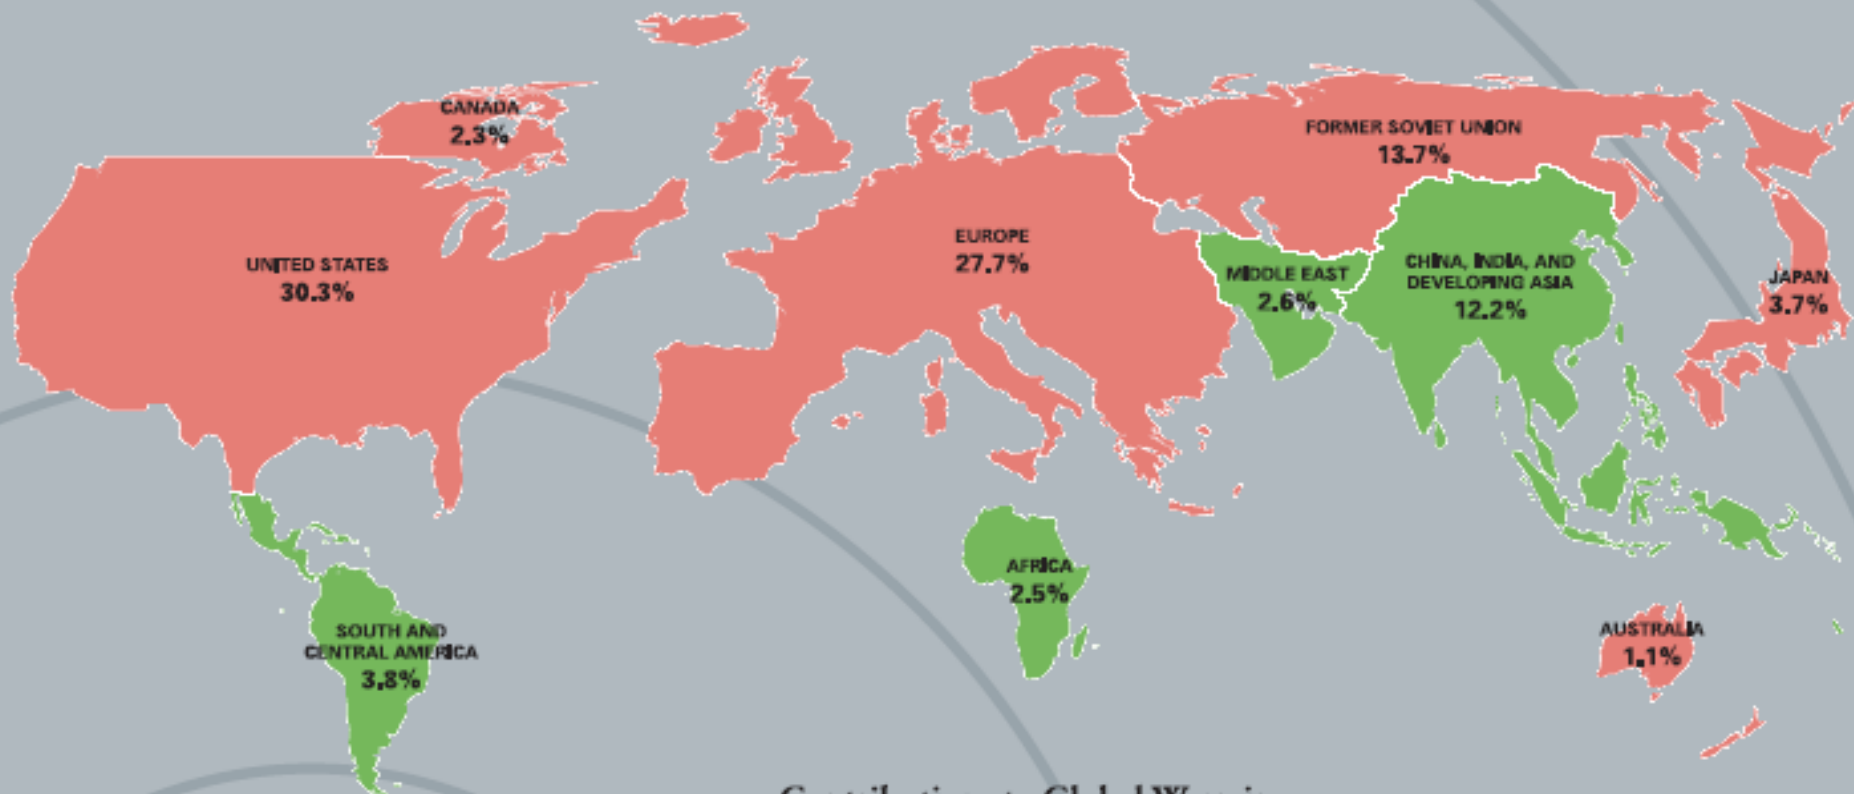 CANADA
2.3%
FORMER SOVIET UNION
13.7%
UNITED STATES
30.3%
EUROPE
27.7%
MIDDLE EAST
2.6%
CHINA, INDIA, AND
DEVELOPING ASIA
12.2%
JAPAN
3.7%
AFRICA
2.5%
SOUTH AND
CENTRAL AMERICA
3.8%
AUSTRALIA
1.1%